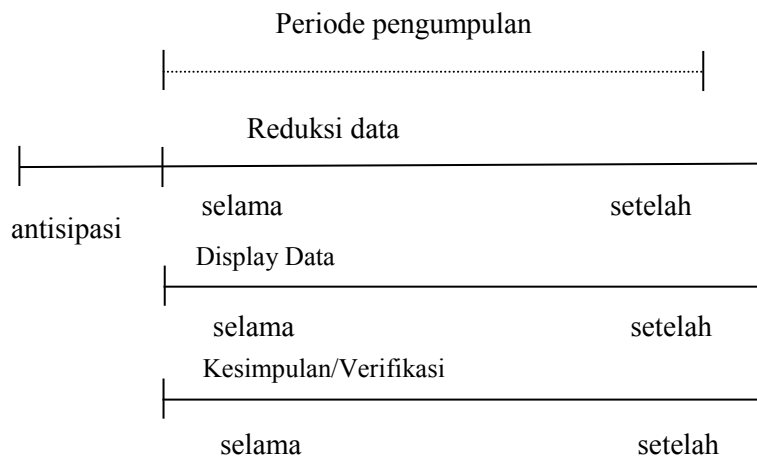 Periode pengumpulan
Reduksi data
selama setelah
antisipasi
Display Data
selama setelah
Kesimpulan/Verifikasi
selama setelah